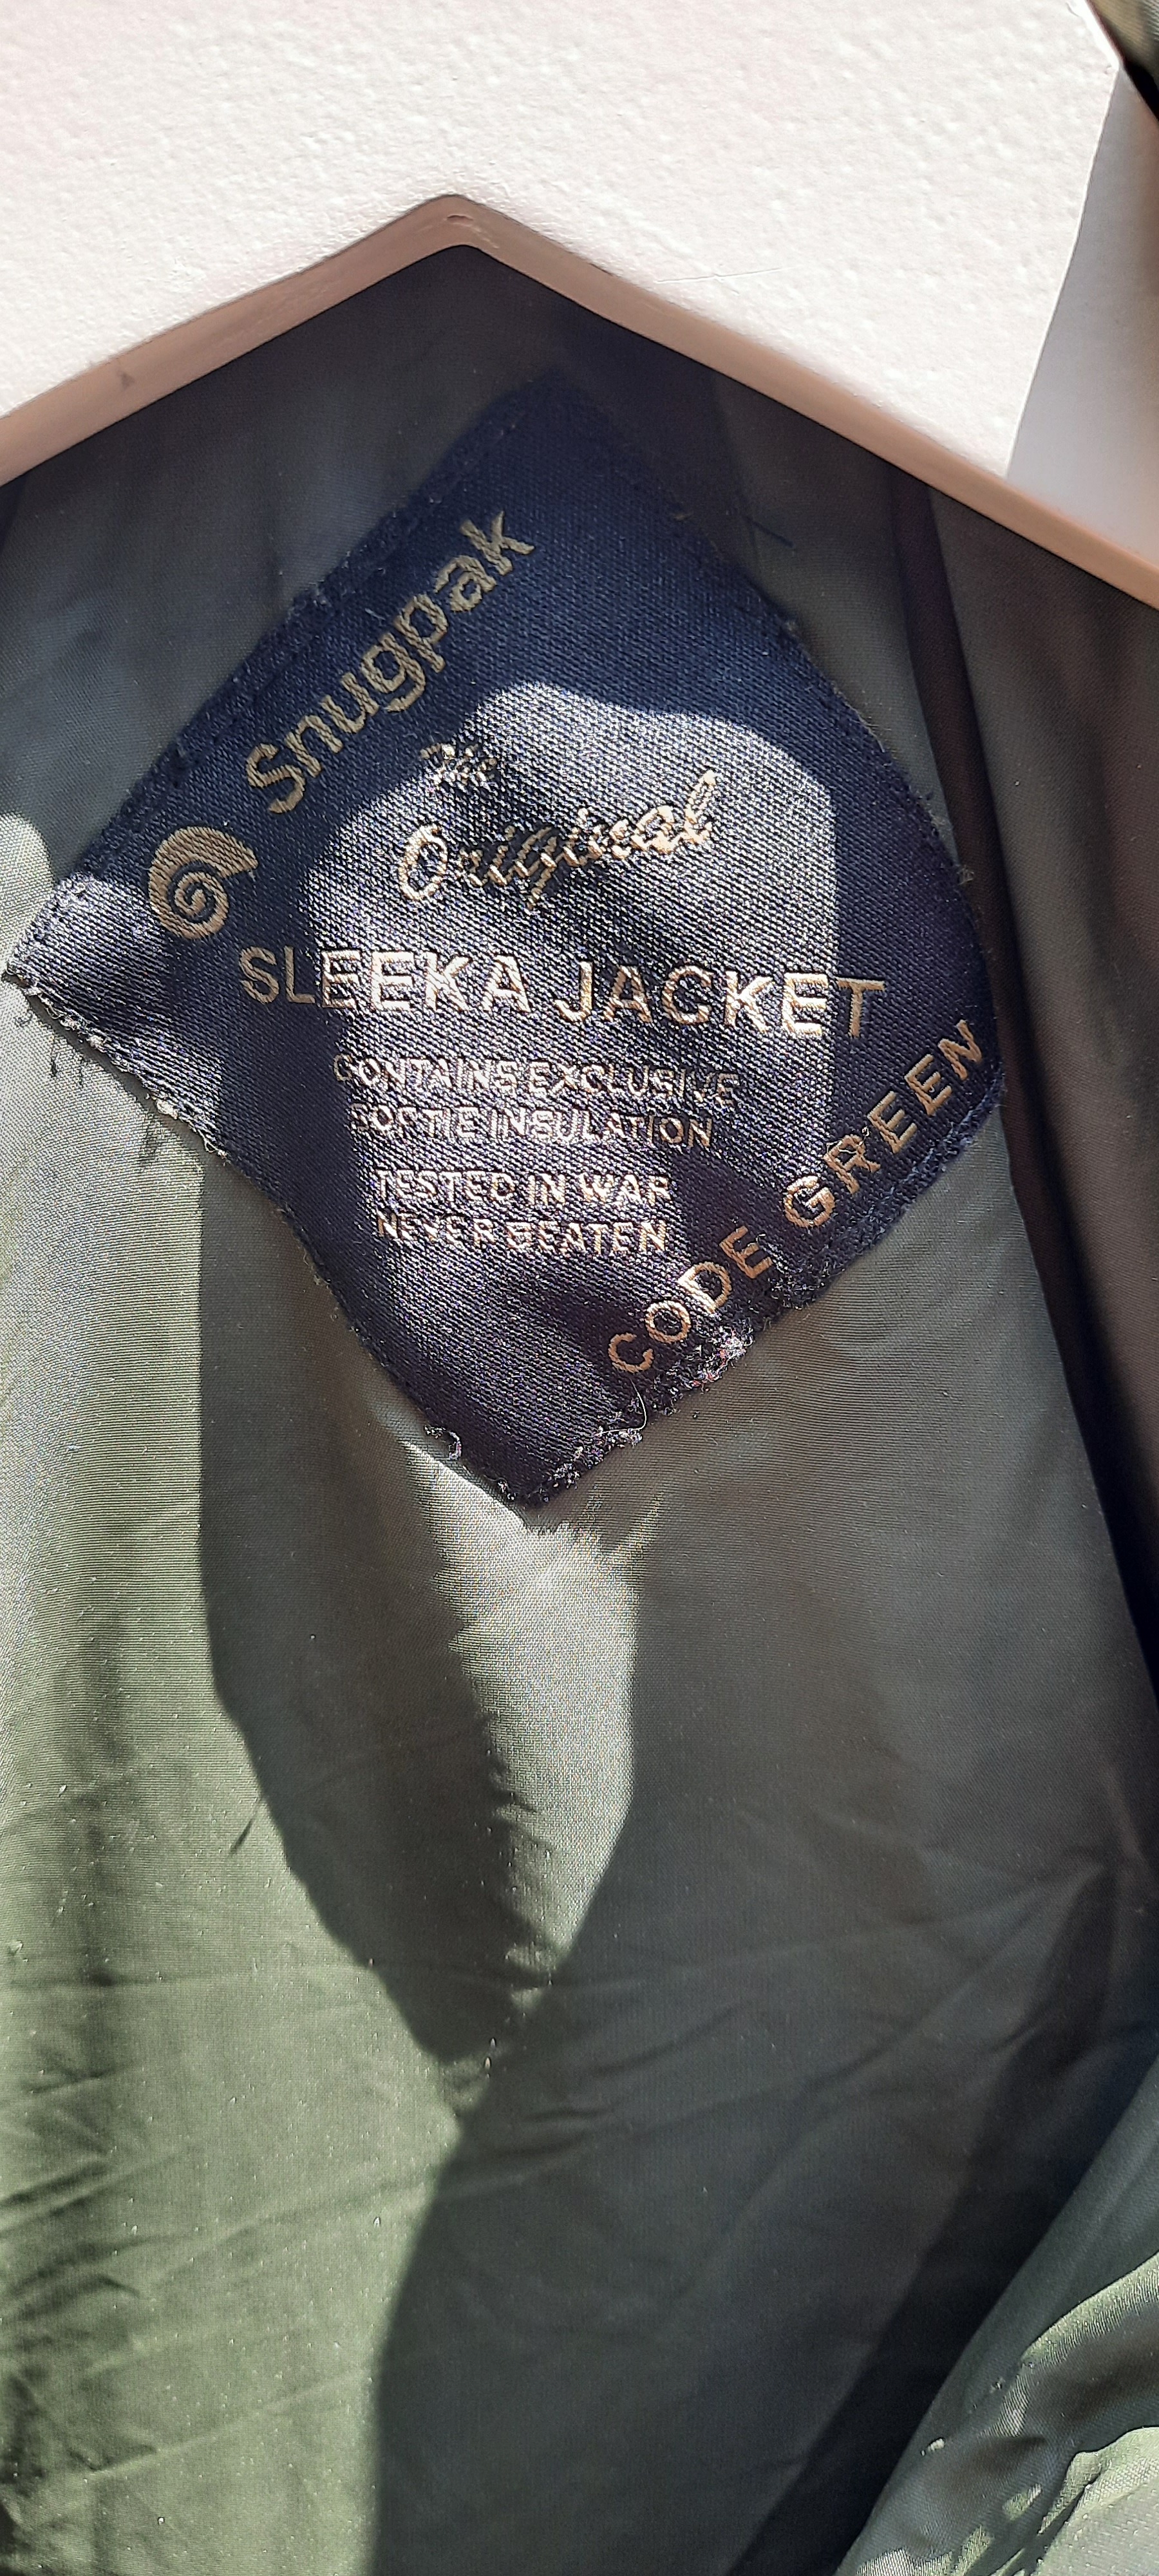 Snugpak
The
Original
SLEEKA JACKET
CONTAINS EXCLUSIVE
SOFTIE INSULATION
TESTED IN WAR
NEVER BEATEN
CODE GREEN